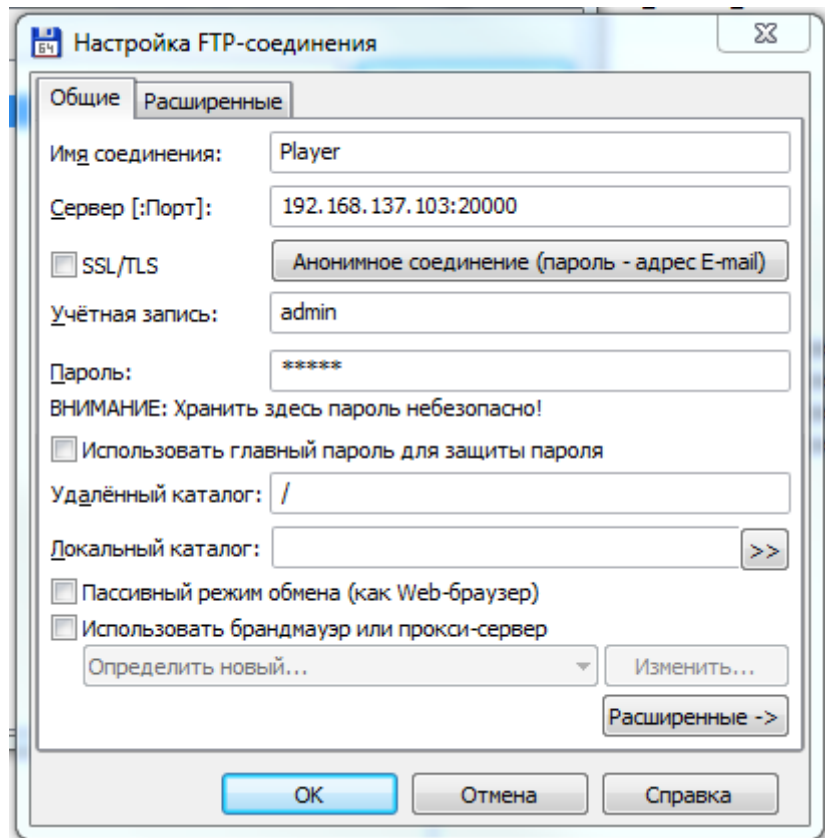 64 Настройка FTP-соединения
Общие Расширенные
Имя соединения: Player
Сервер [:Порт]: 192.168.137.103:20000
SSL/TLS Анонимное соединение (пароль - адрес E-mail)
Учётная запись: admin
Пароль: *****
ВНИМАНИЕ: Хранить здесь пароль небезопасно!
Использовать главный пароль для защиты пароля
Удалённый каталог: /
Локальный каталог: >>
Пассивный режим обмена (как Web-браузер)
Использовать брандмауэр или прокси-сервер
Определить новый... Изменить...
Расширенные ->
OK Отмена Справка